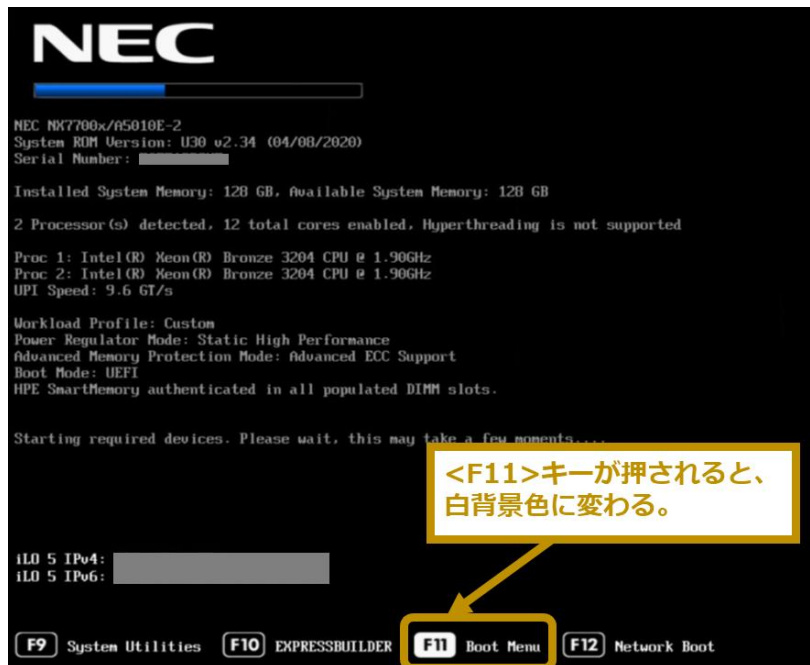 NEC
NEC NX7700x/A5010E-2
System ROM Version: U30 v2.34 (04/08/2020)
Serial Number:
Installed System Memory: 128 GB, Available System Memory: 128 GB
2 Processor(s) detected, 12 total cores enabled, Hyperthreading is not supported
Proc 1: Intel(R) Xeon(R) Bronze 3204 CPU @ 1.90GHz
Proc 2: Intel(R) Xeon(R) Bronze 3204 CPU @ 1.90GHz
UPI Speed: 9.6 GT/s
Workload Profile: Custom
Power Regulator Mode: Static High Performance
Advanced Memory Protection Mode: Advanced ECC Support
Boot Mode: UEFI
HPE SmartMemory authenticated in all populated DIMM slots.
Starting required devices. Please wait, this may take a few moments....
<F11>キーが押されると、
白背景色に変わる。
iLO 5 IPv4:
iLO 5 IPv6:
F9 System Utilities F10 EXPRESSBUILDER F11 Boot Menu F12 Network Boot